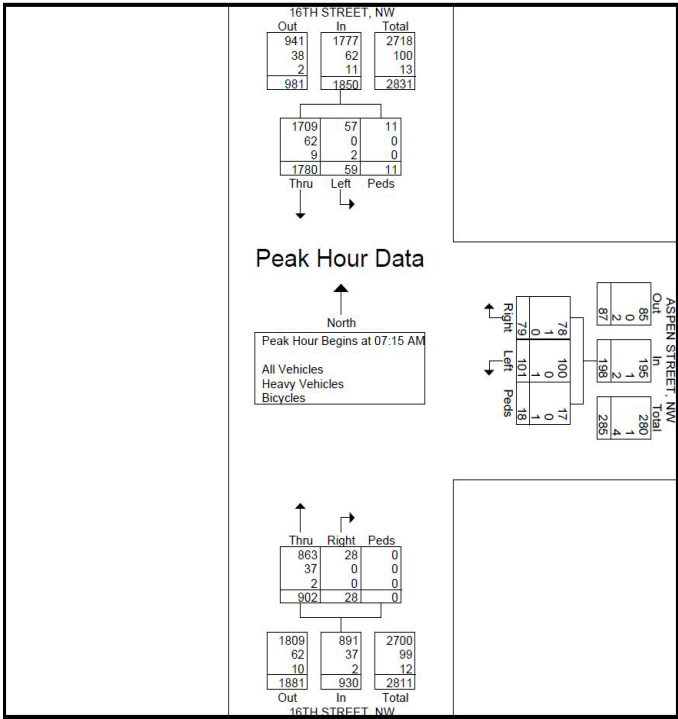 16TH STREET, NW
Out In Total
941 1777 2718
38 62 100
2 11 13
981 1850 2831
1709 57 11
62 0 0
9 2 0
1780 59 11
Thru Left Peds
Peak Hour Data
North
Peak Hour Begins at 07:15 AM
All Vehicles
Heavy Vehicles
Bicycles
ASPEN STREET, NW
Out In Total
85 195 280
0 1 1
2 2 4
87 198 285
78 100 17
1 0 0
0 1 1
79 101 18
Right Left Peds
Thru Right Peds
863 28 0
37 0 0
2 0 0
902 28 0
1809 891 2700
62 37 99
10 2 12
1881 930 2811
Out In Total
16TH STREET, NW